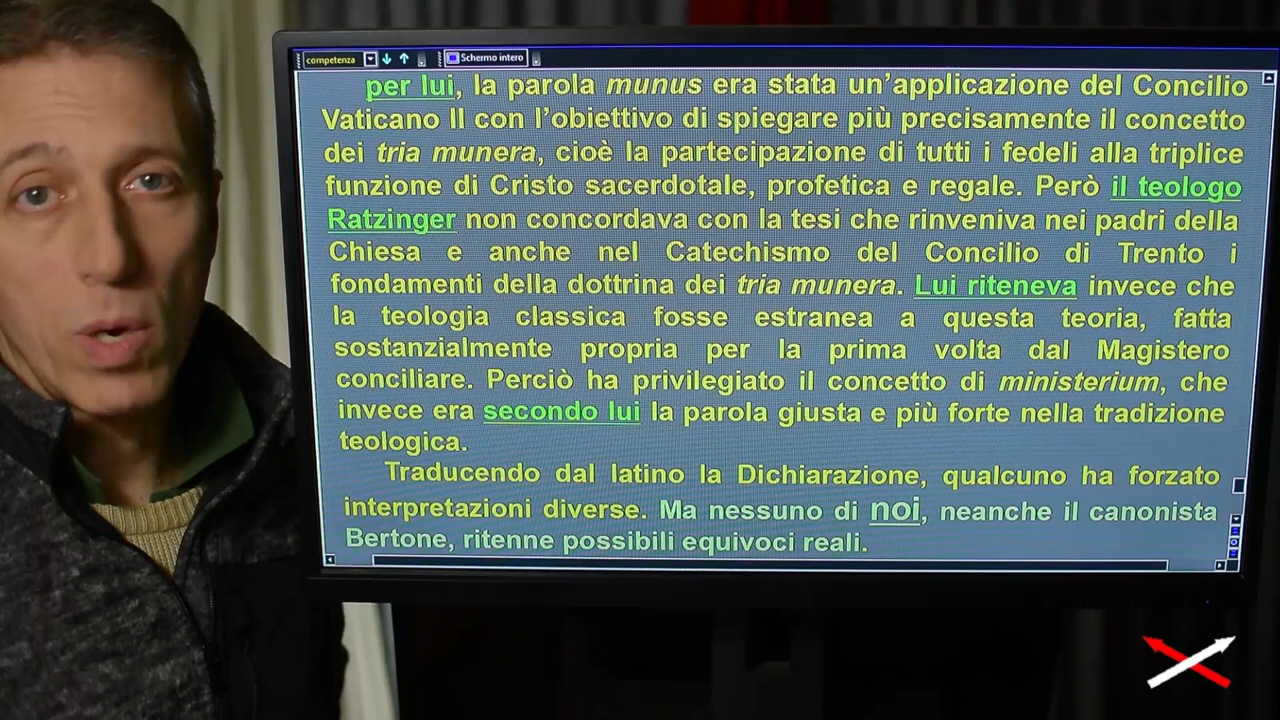 competenza
Schermo intero
per lui, la parola munus era stata un'applicazione del Concilio
Vaticano II con l'obiettivo di spiegare più precisamente il concetto
dei tria munera, cioè la partecipazione di tutti i fedeli alla triplice
funzione di Cristo sacerdotale, profetica e regale. Però il teologo
Ratzinger non concordava con la tesi che rinveniva nei padri della
Chiesa e anche nel Catechismo del Concilio di Trento i
fondamenti della dottrina dei tria munera. Lui riteneva invece che
la teologia classica fosse estranea a questa teoria, fatta
sostanzialmente propria per la prima volta dal Magistero
conciliare. Perciò ha privilegiato il concetto di ministerium, che
invece era secondo lui la parola giusta e più forte nella tradizione
teologica.
Traducendo dal latino la Dichiarazione, qualcuno ha forzato
interpretazioni diverse. Ma nessuno di noi, neanche il canonista
Bertone, ritenne possibili equivoci reali.